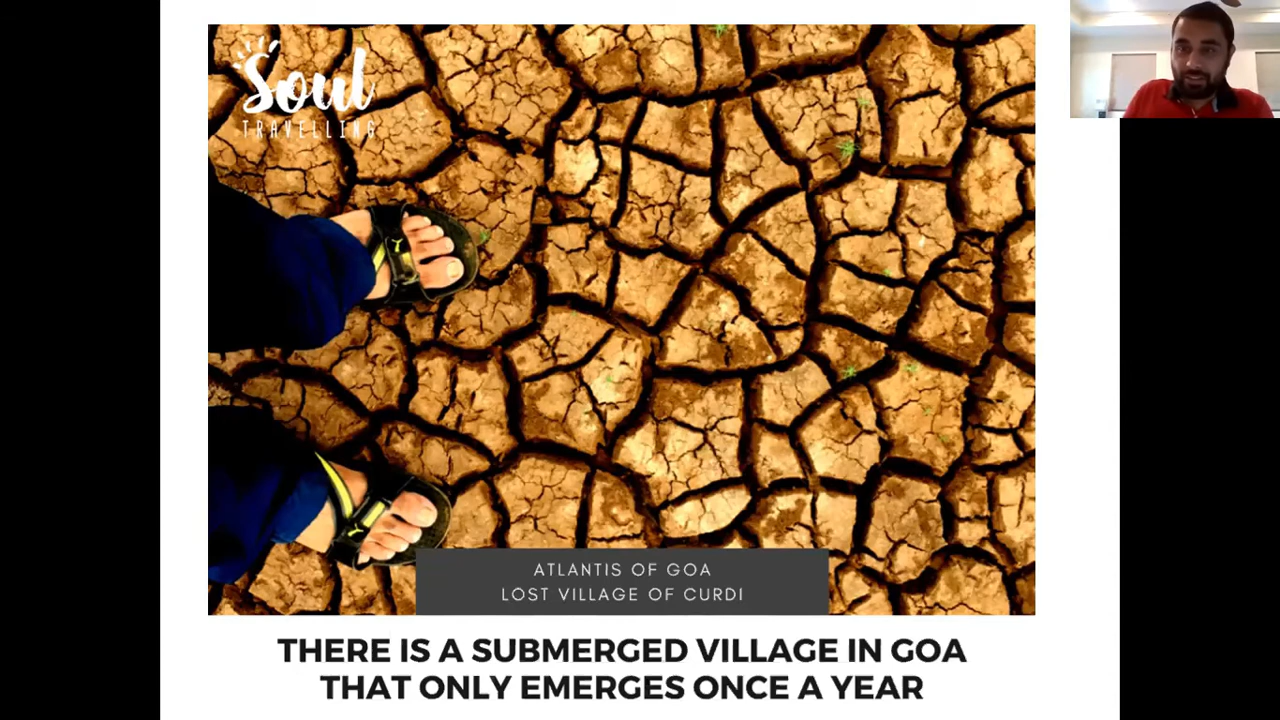 Soul
TRAVELLING
ATLANTIS OF GOA
LOST VILLAGE OF CURDI
THERE IS A SUBMERGED VILLAGE IN GOA
THAT ONLY EMERGES ONCE A YEAR